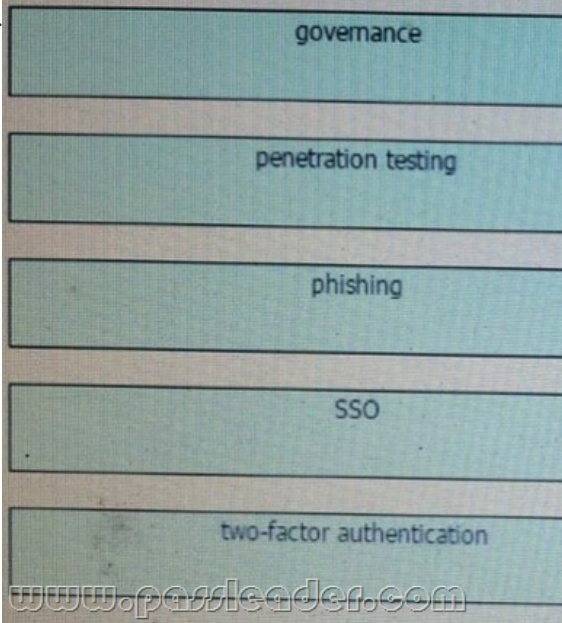 governance
penetration testing
phishing
SSO
two-factor authentication
www.passleader.com